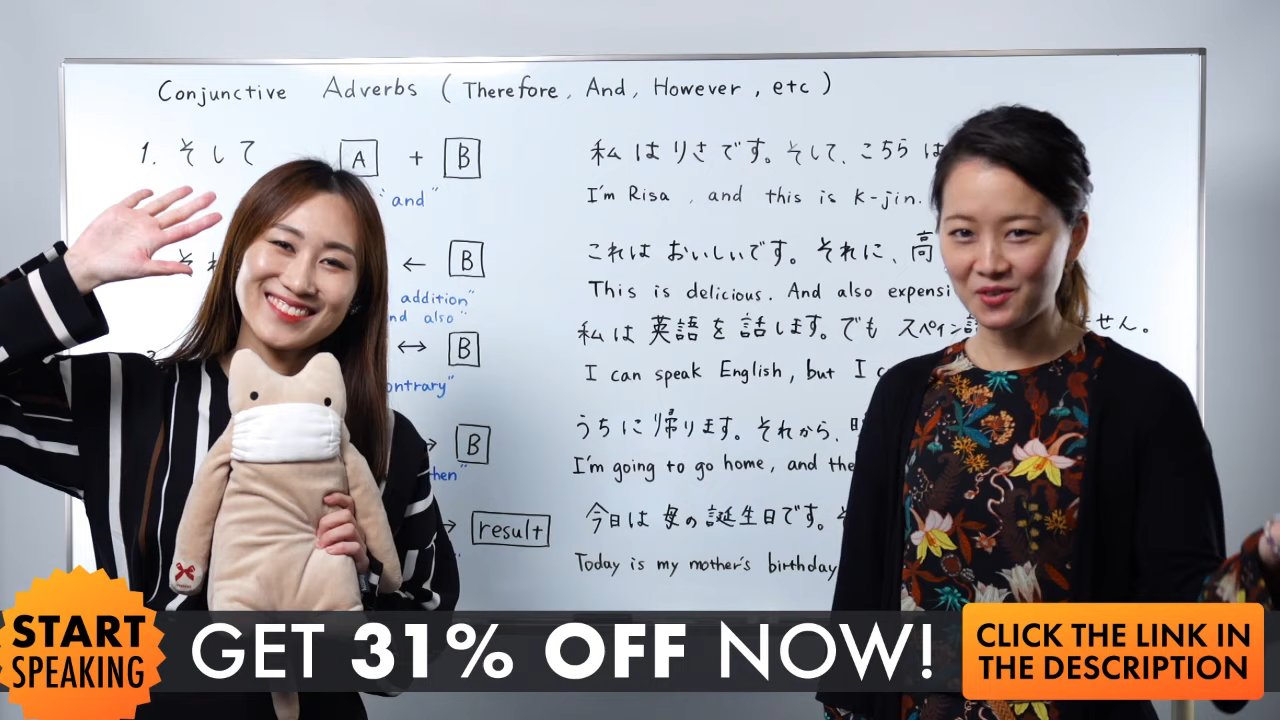 Conjunctive Adverbs ( Therefore, And, However, etc )
1. そして A + B
"and"
私はりさです。そして、こちらは
I'm Risa, and this is K-jin.
← B
addition"
and also"
これはおいしいです。それに、高
This is delicious. And also
↔ B
私は英語を話します。でも スペイン
せん。
I can speak English, but I
B
うちに帰ります。それから、
I'm going to go home, and
result
今日は母の誕生日です。
Today is my mother's birthday
START
SPEAKING
GET 31% OFF NOW!
CLICK THE LINK IN
THE DESCRIPTION